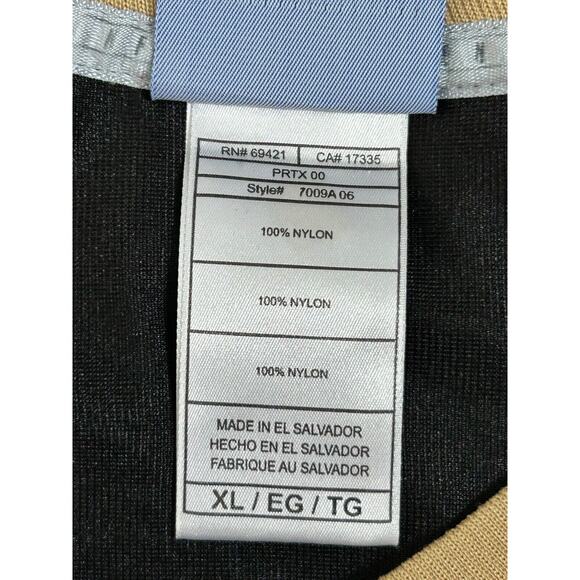 RN# 69421 CA# 17335
PRTX 00
Style# 7009A 06
100% NYLON
100% NYLON
100% NYLON
MADE IN EL SALVADOR
HECHO EN EL SALVADOR
FABRIQUE AU SALVADOR
XL / EG / TG